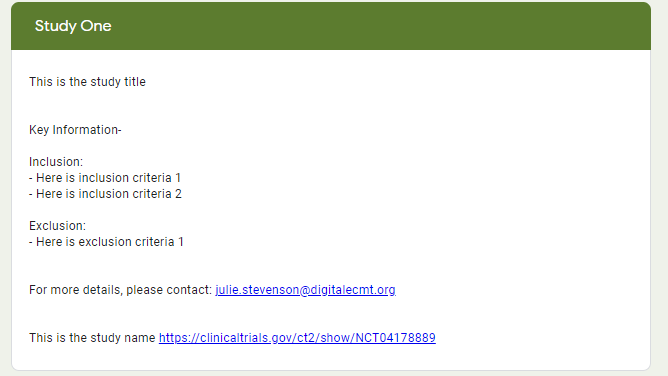 Study One
This is the study title
Key Information-
Inclusion:
- Here is inclusion criteria 1
- Here is inclusion criteria 2
Exclusion:
- Here is exclusion criteria 1
For more details, please contact: julie.stevenson@digitalecmt.org
This is the study name https://clinicaltrials.gov/ct2/show/NCT04178889